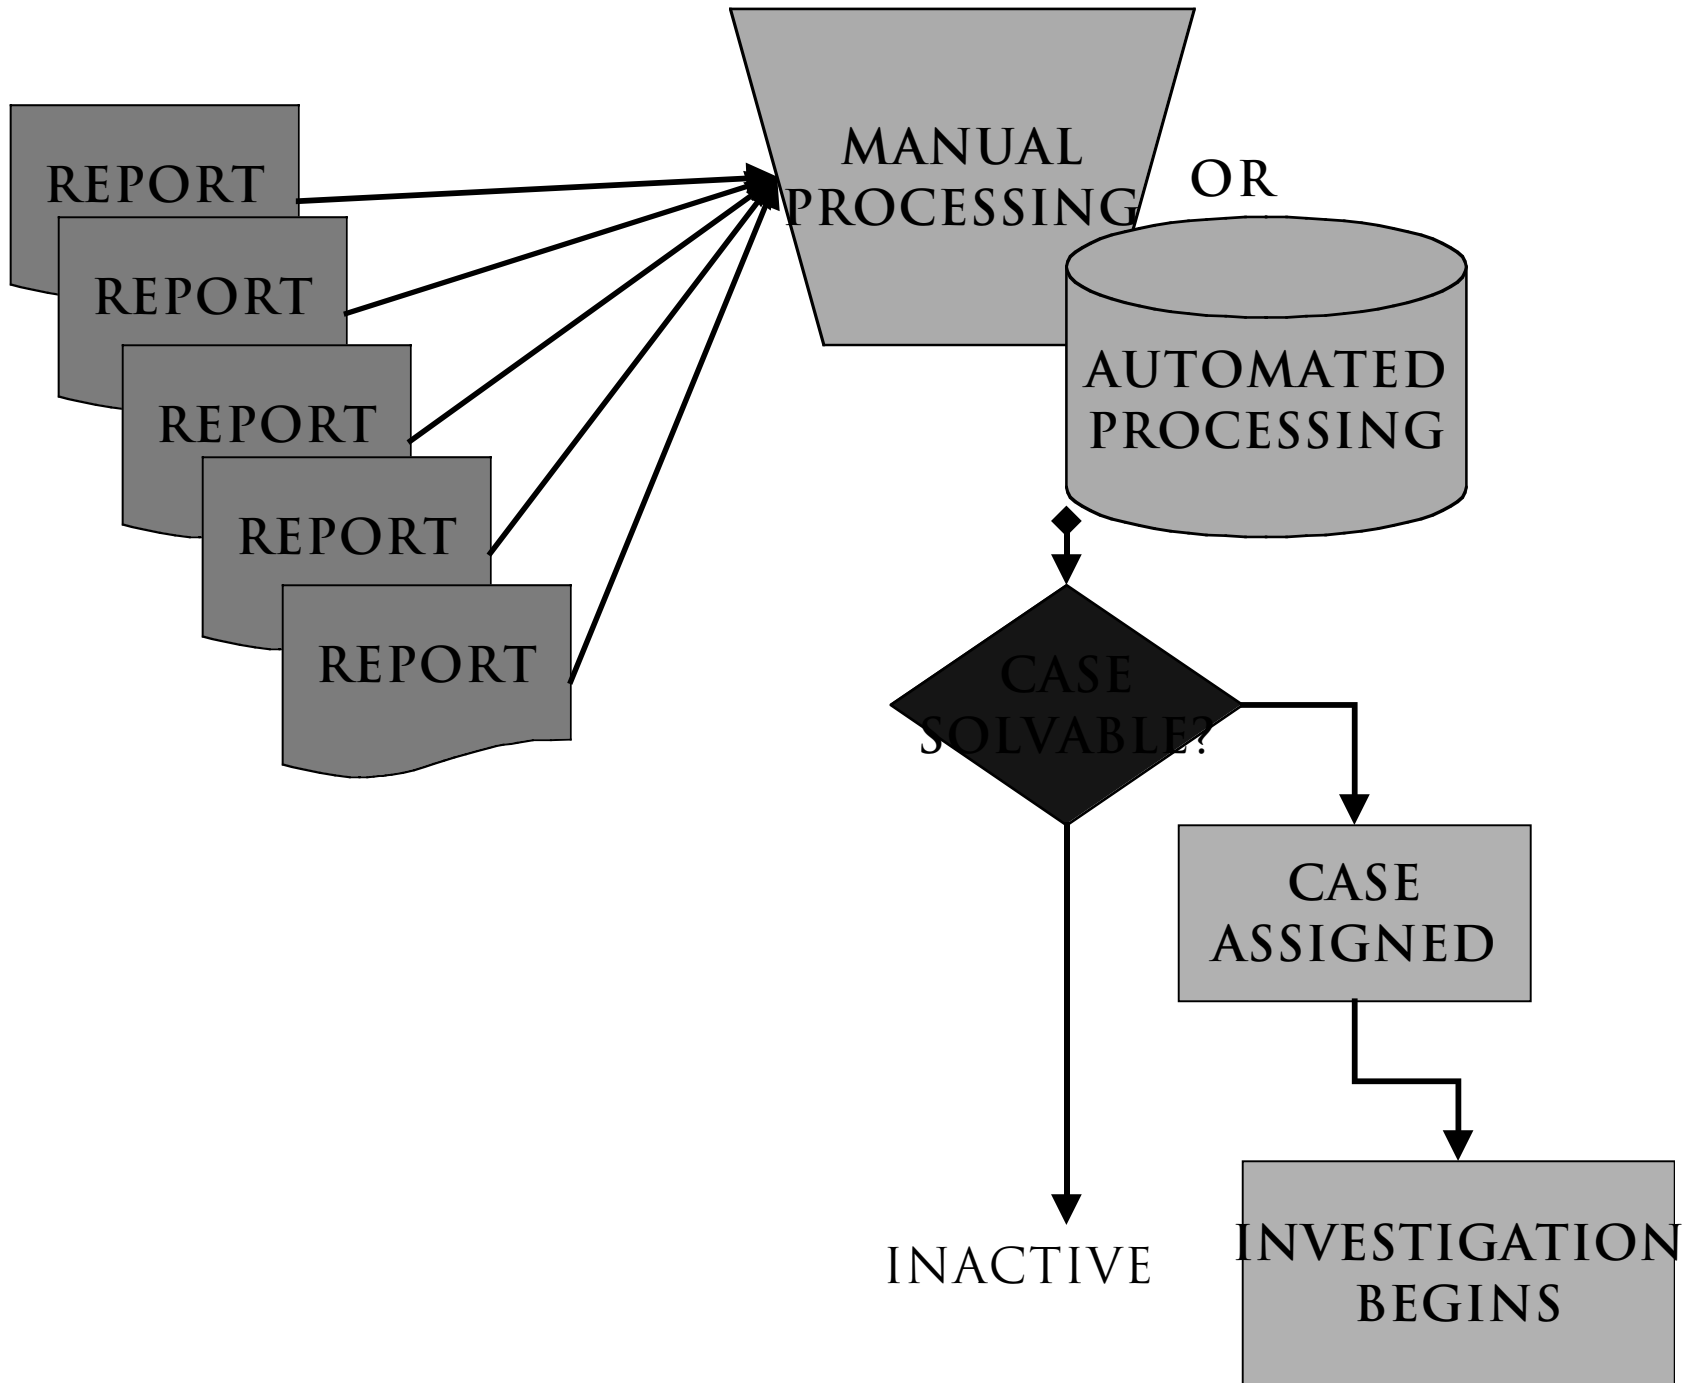 REPORT
REPORT
REPORT
REPORT
REPORT
MANUAL
PROCESSING
OR
AUTOMATED
PROCESSING
CASE
SOLVABLE?
CASE
ASSIGNED
INACTIVE
INVESTIGATION
BEGINS